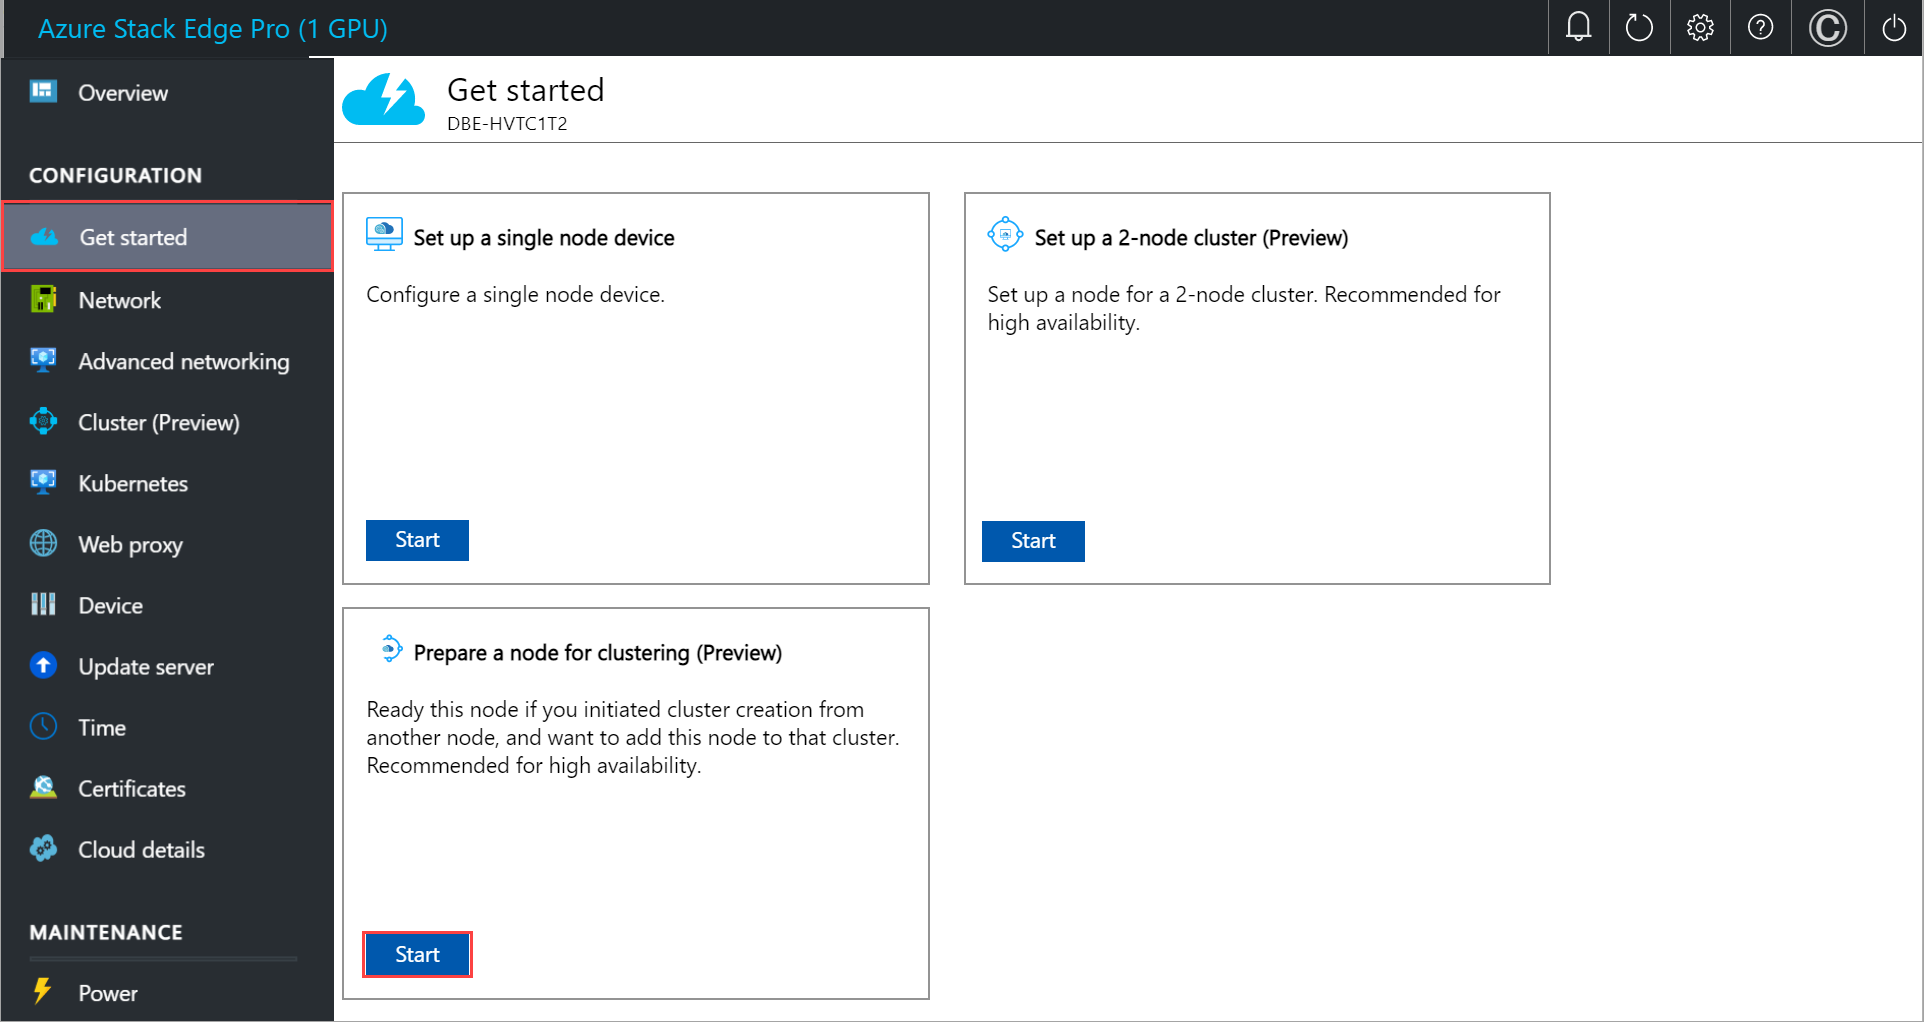 Azure Stack Edge Pro (1 GPU)
Overview
CONFIGURATION
Get started
Network
Advanced networking
Cluster (Preview)
Kubernetes
Web proxy
Device
Update server
Time
Certificates
Cloud details
MAINTENANCE
Power
Get started
DBE-HVTC1T2
Set up a single node device
Configure a single node device.
Start
Set up a 2-node cluster (Preview)
Set up a node for a 2-node cluster. Recommended for
high availability.
Start
Prepare a node for clustering (Preview)
Ready this node if you initiated cluster creation from
another node, and want to add this node to that cluster.
Recommended for high availability.
Start